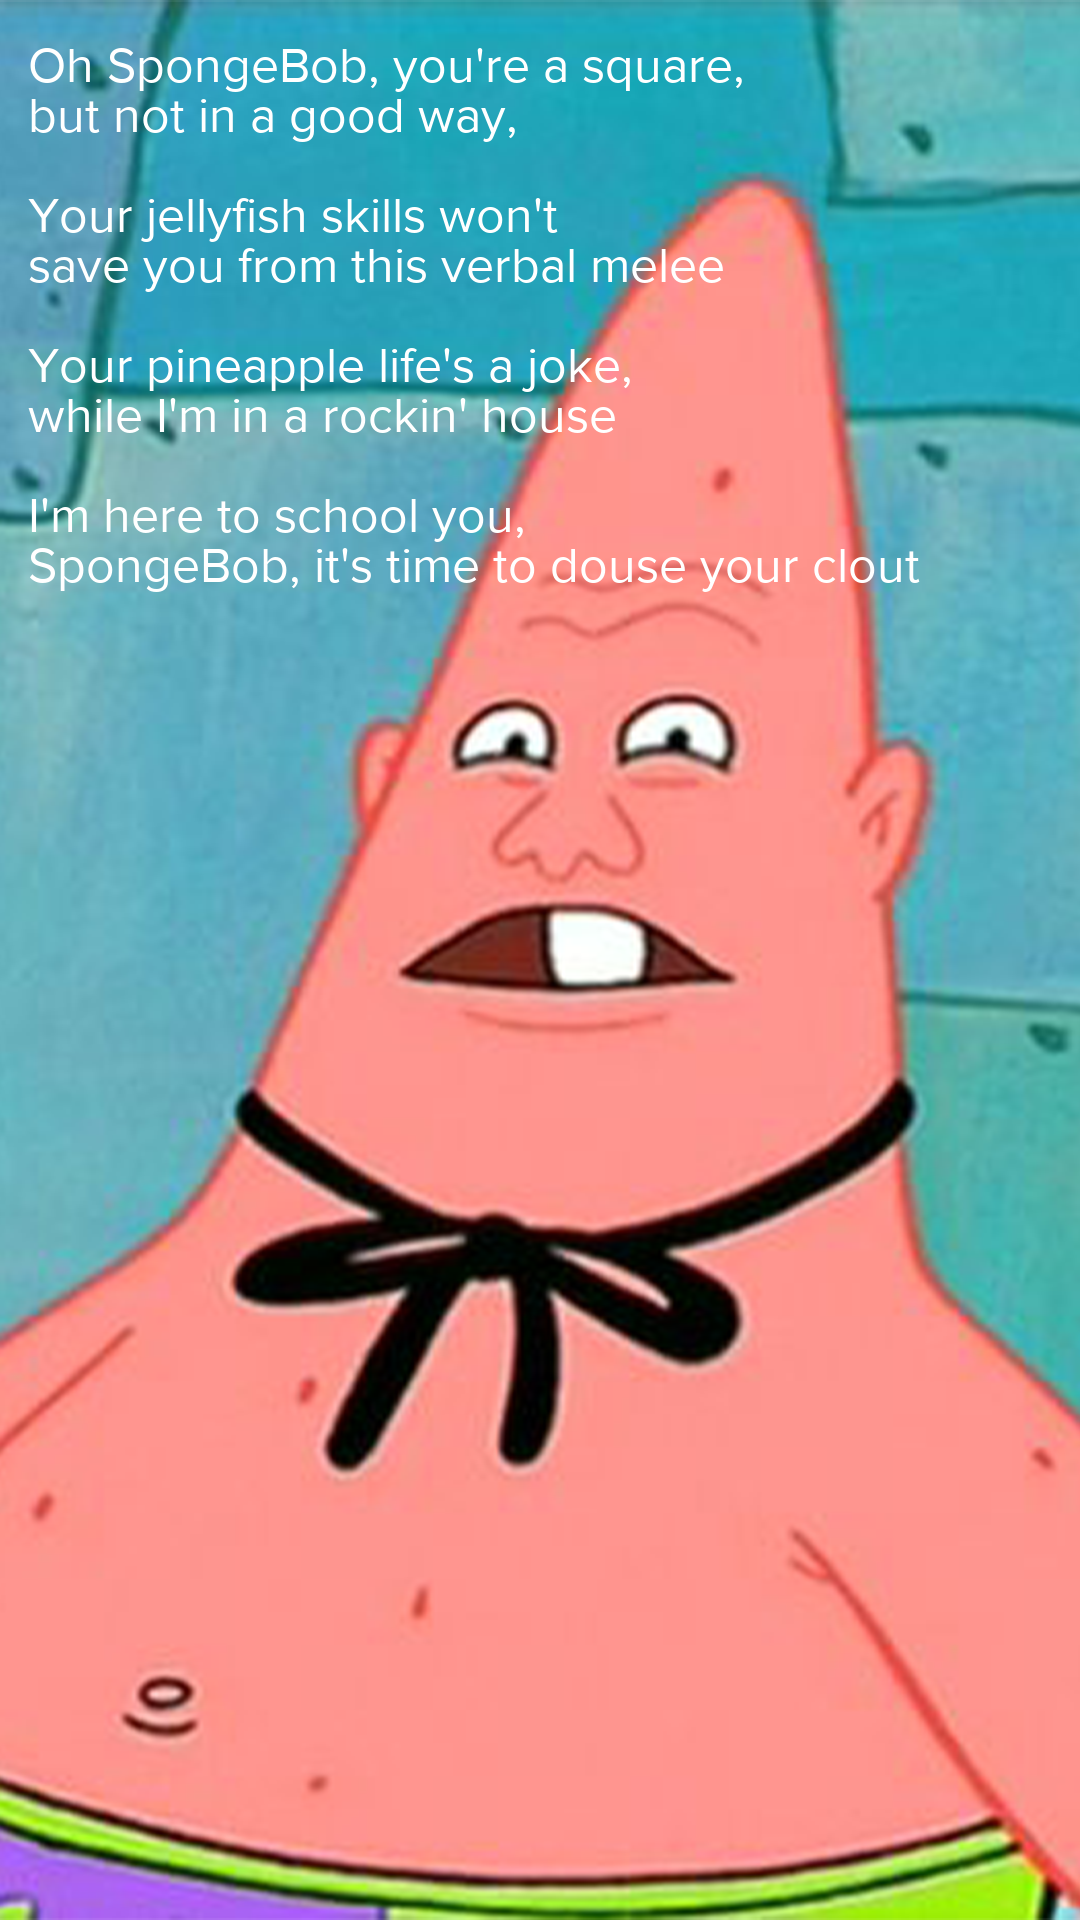 Oh SpongeBob, you're a square,
but not in a good way,
Your jellyfish skills won't
save you from this verbal melee
Your pineapple life's a joke,
while I'm in a rockin' house
I'm here to school you,
SpongeBob, it's time to douse your clout